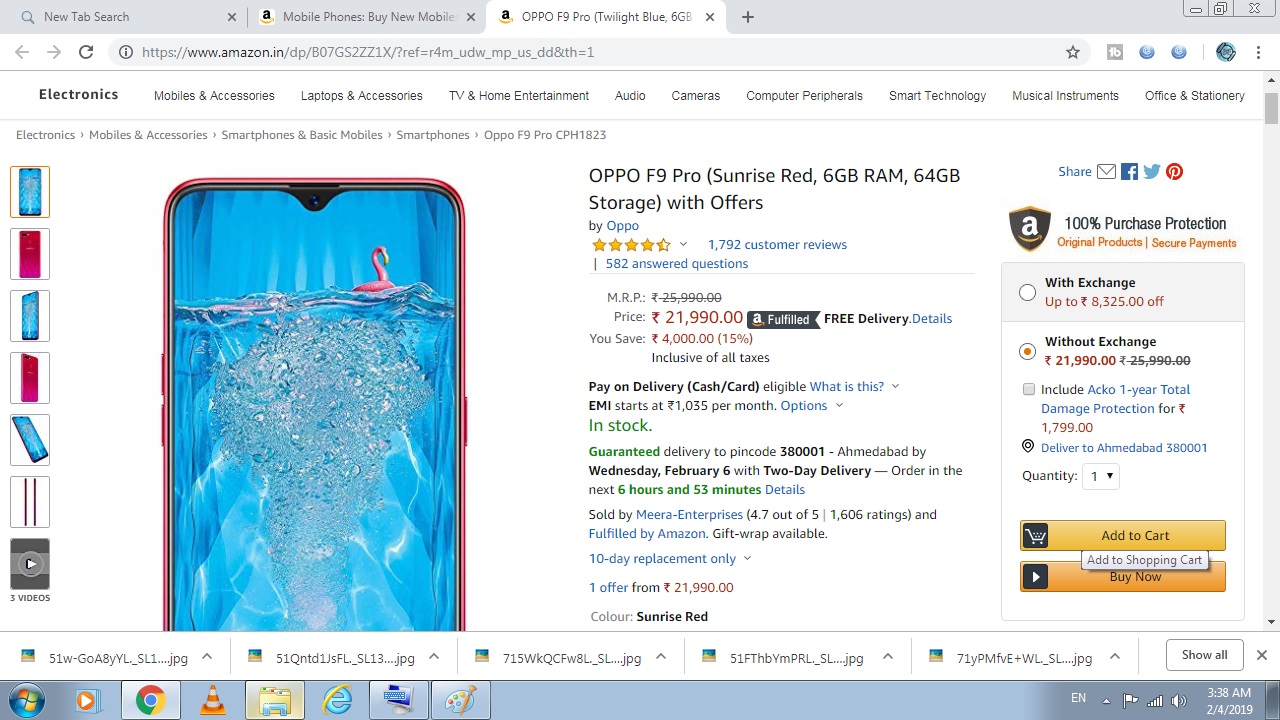 New Tab Search
Mobile Phones: Buy New Mobile
OPPO F9 Pro (Twilight Blue, 6GB
https://www.amazon.in/dp/B07GS2ZZ1X/?ref=r4m_udw_mp_us_dd&th=1
Electronics
Mobiles & Accessories
Laptops & Accessories
TV & Home Entertainment
Audio
Cameras
Computer Peripherals
Smart Technology
Musical Instruments
Office & Stationery
Electronics › Mobiles & Accessories › Smartphones & Basic Mobiles › Smartphones › Oppo F9 Pro CPH1823
3 VIDEOS
OPPO F9 Pro (Sunrise Red, 6GB RAM, 64GB
Storage) with Offers
by Oppo
1,792 customer reviews
| 582 answered questions
M.R.P.: ₹ 25,990.00
Price: ₹ 21,990.00 a Fulfilled FREE Delivery.Details
You Save: ₹ 4,000.00 (15%)
Inclusive of all taxes
Pay on Delivery (Cash/Card) eligible What is this?
EMI starts at ₹1,035 per month. Options
In stock.
Guaranteed delivery to pincode 380001 - Ahmedabad by
Wednesday, February 6 with Two-Day Delivery — Order in the
next 6 hours and 53 minutes Details
Sold by Meera-Enterprises (4.7 out of 5 | 1,606 ratings) and
Fulfilled by Amazon. Gift-wrap available.
10-day replacement only
1 offer from ₹ 21,990.00
Colour: Sunrise Red
Share
a
100% Purchase Protection
Original Products | Secure Payments
With Exchange
Up to ₹ 8,325.00 off
Without Exchange
₹ 21,990.00 ₹ 25,990.00
Include Acko 1-year Total
Damage Protection for ₹
1,799.00
Deliver to Ahmedabad 380001
Quantity: 1
Add to Cart
Add to Shopping Cart
Buy Now
51w-GoA8yYL._SL1....jpg
51Qntd1JsFL_SL13....jpg
715WkQCFw8L_SL....jpg
51FThbYmPRL_SL....jpg
71yPMfvE+WL._SL....jpg
Show all
EN
3:38 AM
2/4/2019